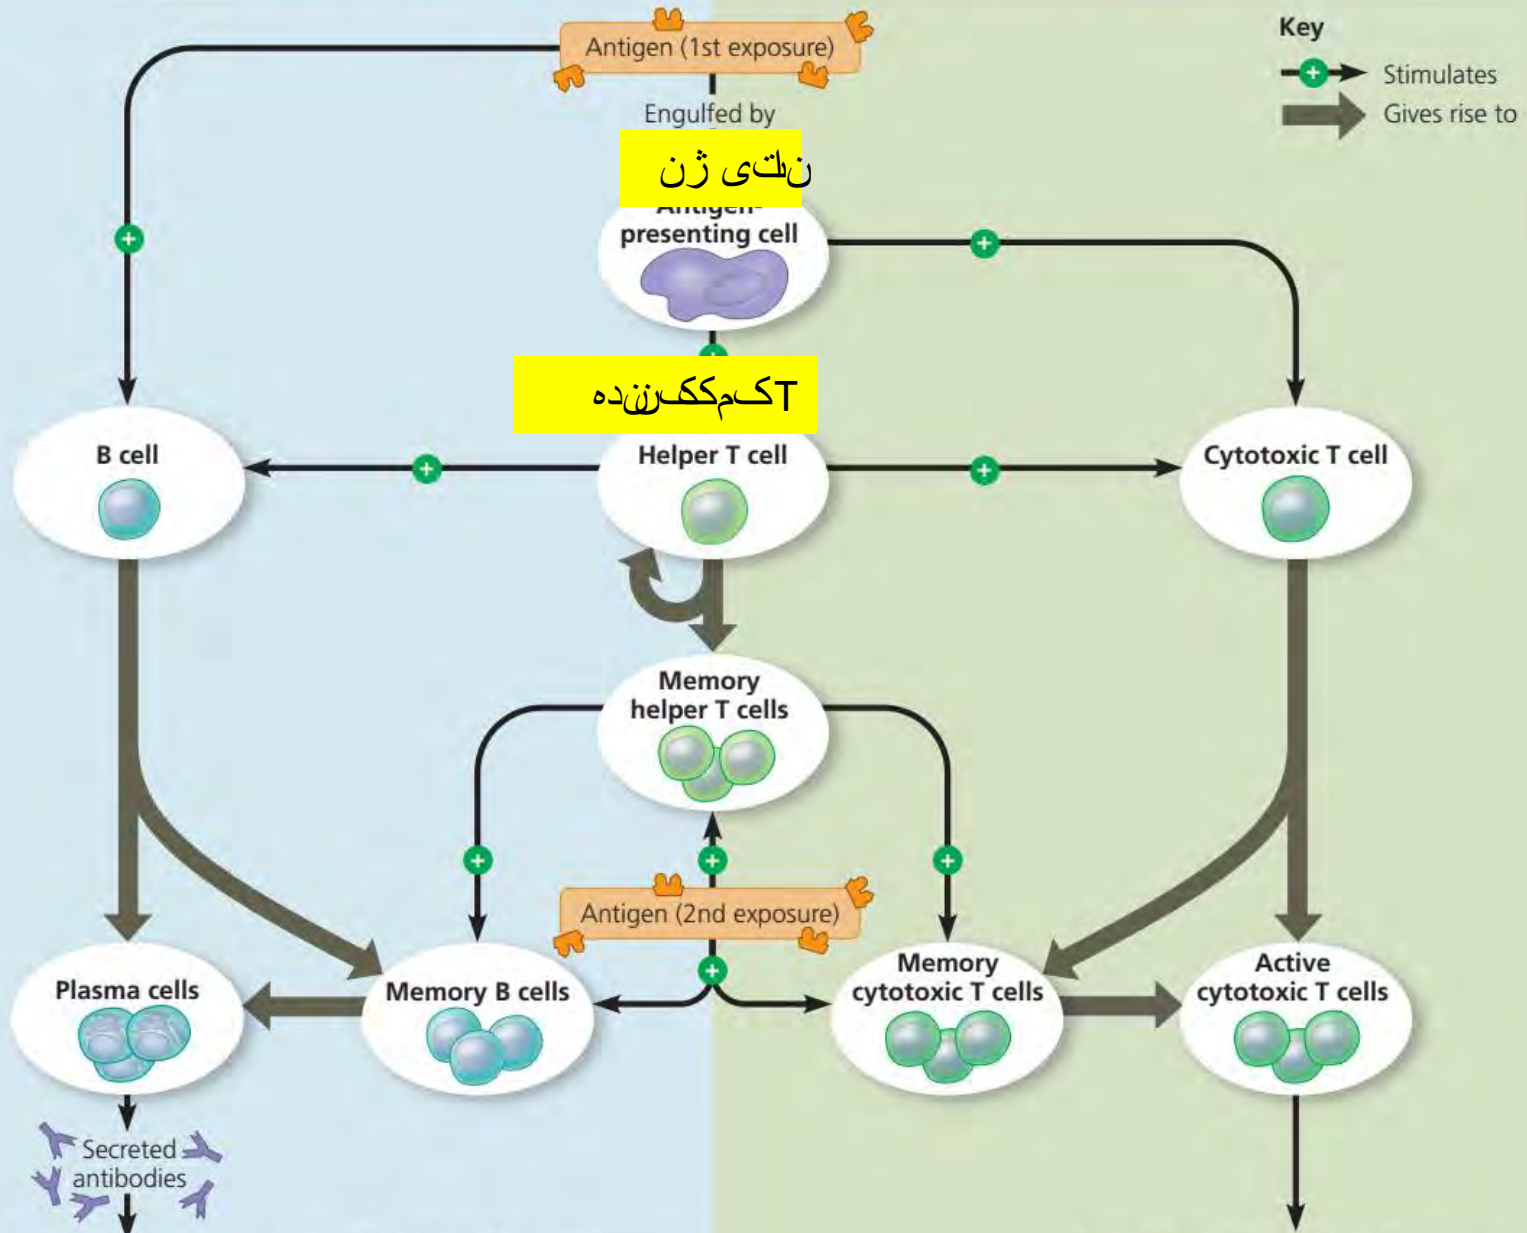 Antigen (1st exposure)
Key
Stimulates
Gives rise to
Engulfed by
Antigen-
presenting cell
B cell
Helper T cell
Cytotoxic T cell
Memory
helper T cells
Antigen (2nd exposure)
Plasma cells
Memory B cells
Memory
cytotoxic T cells
Active
cytotoxic T cells
Secreted
antibodies